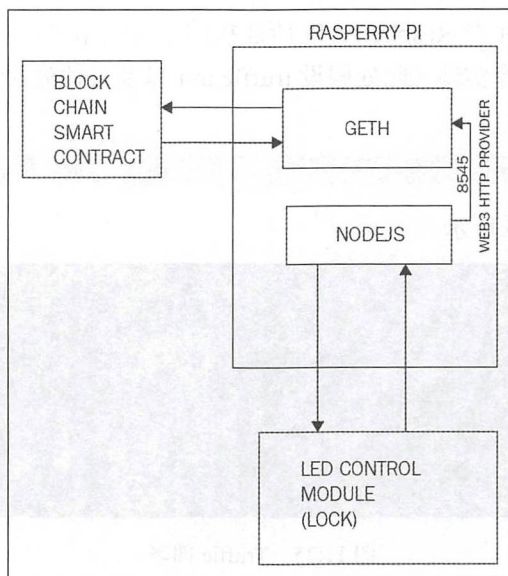 RASPERRY PI
BLOCK
CHAIN
SMART
CONTRACT
GETH
8545
WEB3 HTTP PROVIDER
NODEJS
LED CONTROL
MODULE
(LOCK)